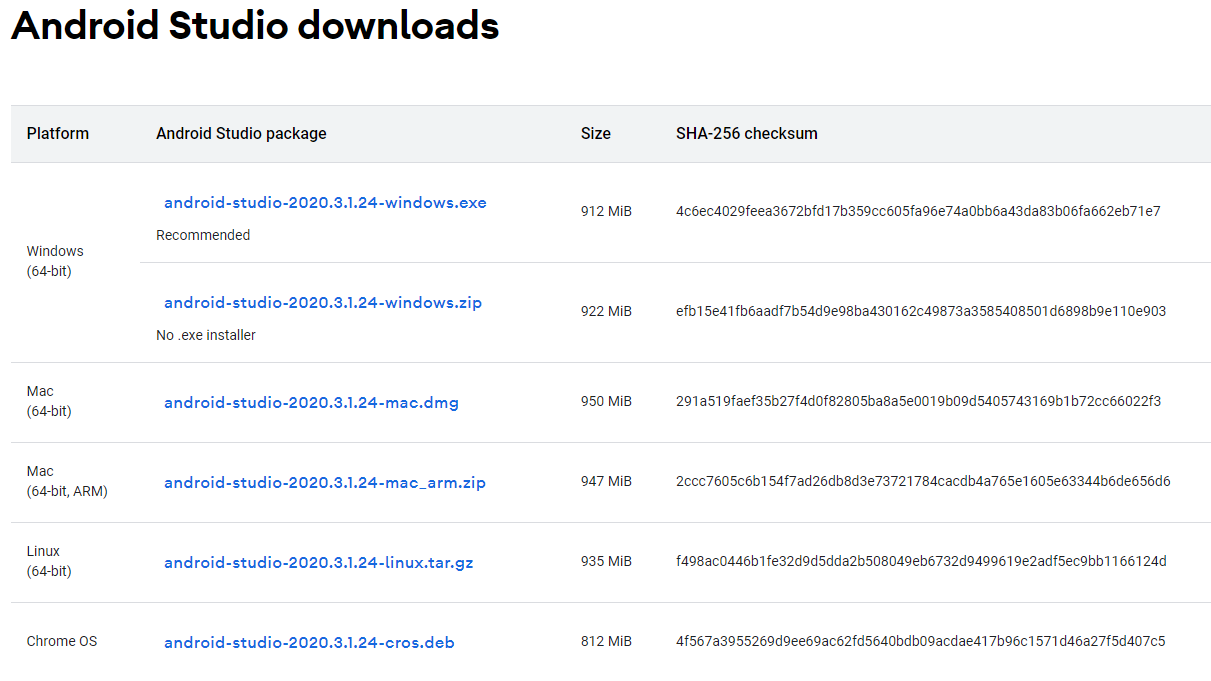 Android Studio downloads
Platform Android Studio package Size SHA-256 checksum
android-studio-2020.3.1.24-windows.exe 912 MiB 4c6ec4029feea3672bfd17b359cc605fa96e74a0bb6a43da83b06fa662eb71e7
Recommended
Windows
(64-bit)
android-studio-2020.3.1.24-windows.zip 922 MiB efb15e41fb6aadf7b54d9e98ba430162c49873a3585408501d6898b9e110e903
No .exe installer
Mac
(64-bit)
android-studio-2020.3.1.24-mac.dmg 950 MiB 291a519faef35b27f4d0f82805ba8a5e0019b09d5405743169b1b72cc66022f3
Mac
(64-bit, ARM)
android-studio-2020.3.1.24-mac_arm.zip 947 MiB 2ccc7605c6b154f7ad26db8d3e73721784cacdb4a765e1605e63344b6de656d6
Linux
(64-bit)
android-studio-2020.3.1.24-linux.tar.gz 935 MiB f498ac0446b1fe32d9d5dda2b508049eb6732d9499619e2adf5ec9bb1166124d
Chrome OS android-studio-2020.3.1.24-cros.deb 812 MiB 4f567a3955269d9ee69ac62fd5640bdb09acdae417b96c1571d46a27f5d407c5